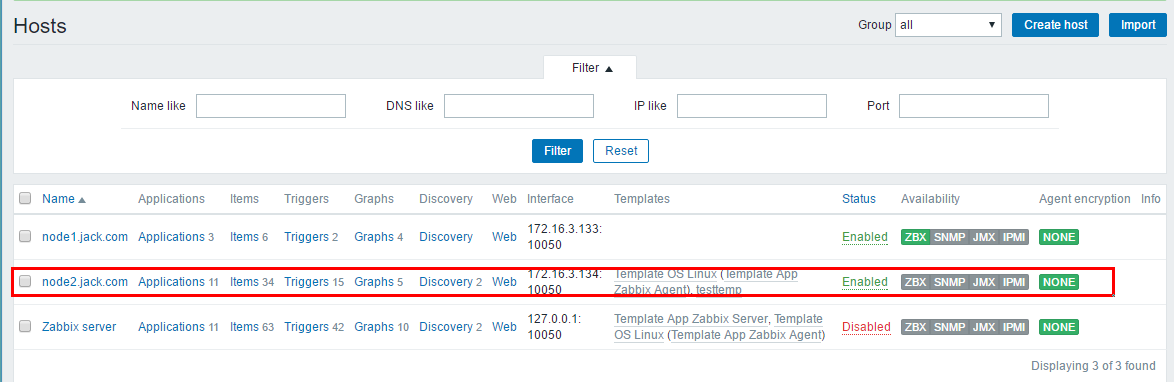 Hosts
Group all Create host Import
Filter
Name like DNS like IP like Port
Filter Reset
Name Applications Items Triggers Graphs Discovery Web Interface Templates Status Availability Agent encryption Info
node1.jack.com Applications 3 Items 6 Triggers 2 Graphs 4 Discovery Web 172.16.3.133: Enabled ZBX SNMP JMX IPMI NONE
10050
node2.jack.com Applications 11 Items 34 Triggers 15 Graphs 5 Discovery 2 Web 172.16.3.134: Template OS Linux (Template App Enabled ZBX SNMP JMX IPMI NONE
10050 Zabbix Agent), testtemp
Zabbix server Applications 11 Items 63 Triggers 42 Graphs 10 Discovery 2 Web 127.0.0.1: Template App Zabbix Server, Template Disabled ZBX SNMP JMX IPMI NONE
10050 OS Linux (Template App Zabbix Agent)
Displaying 3 of 3 found